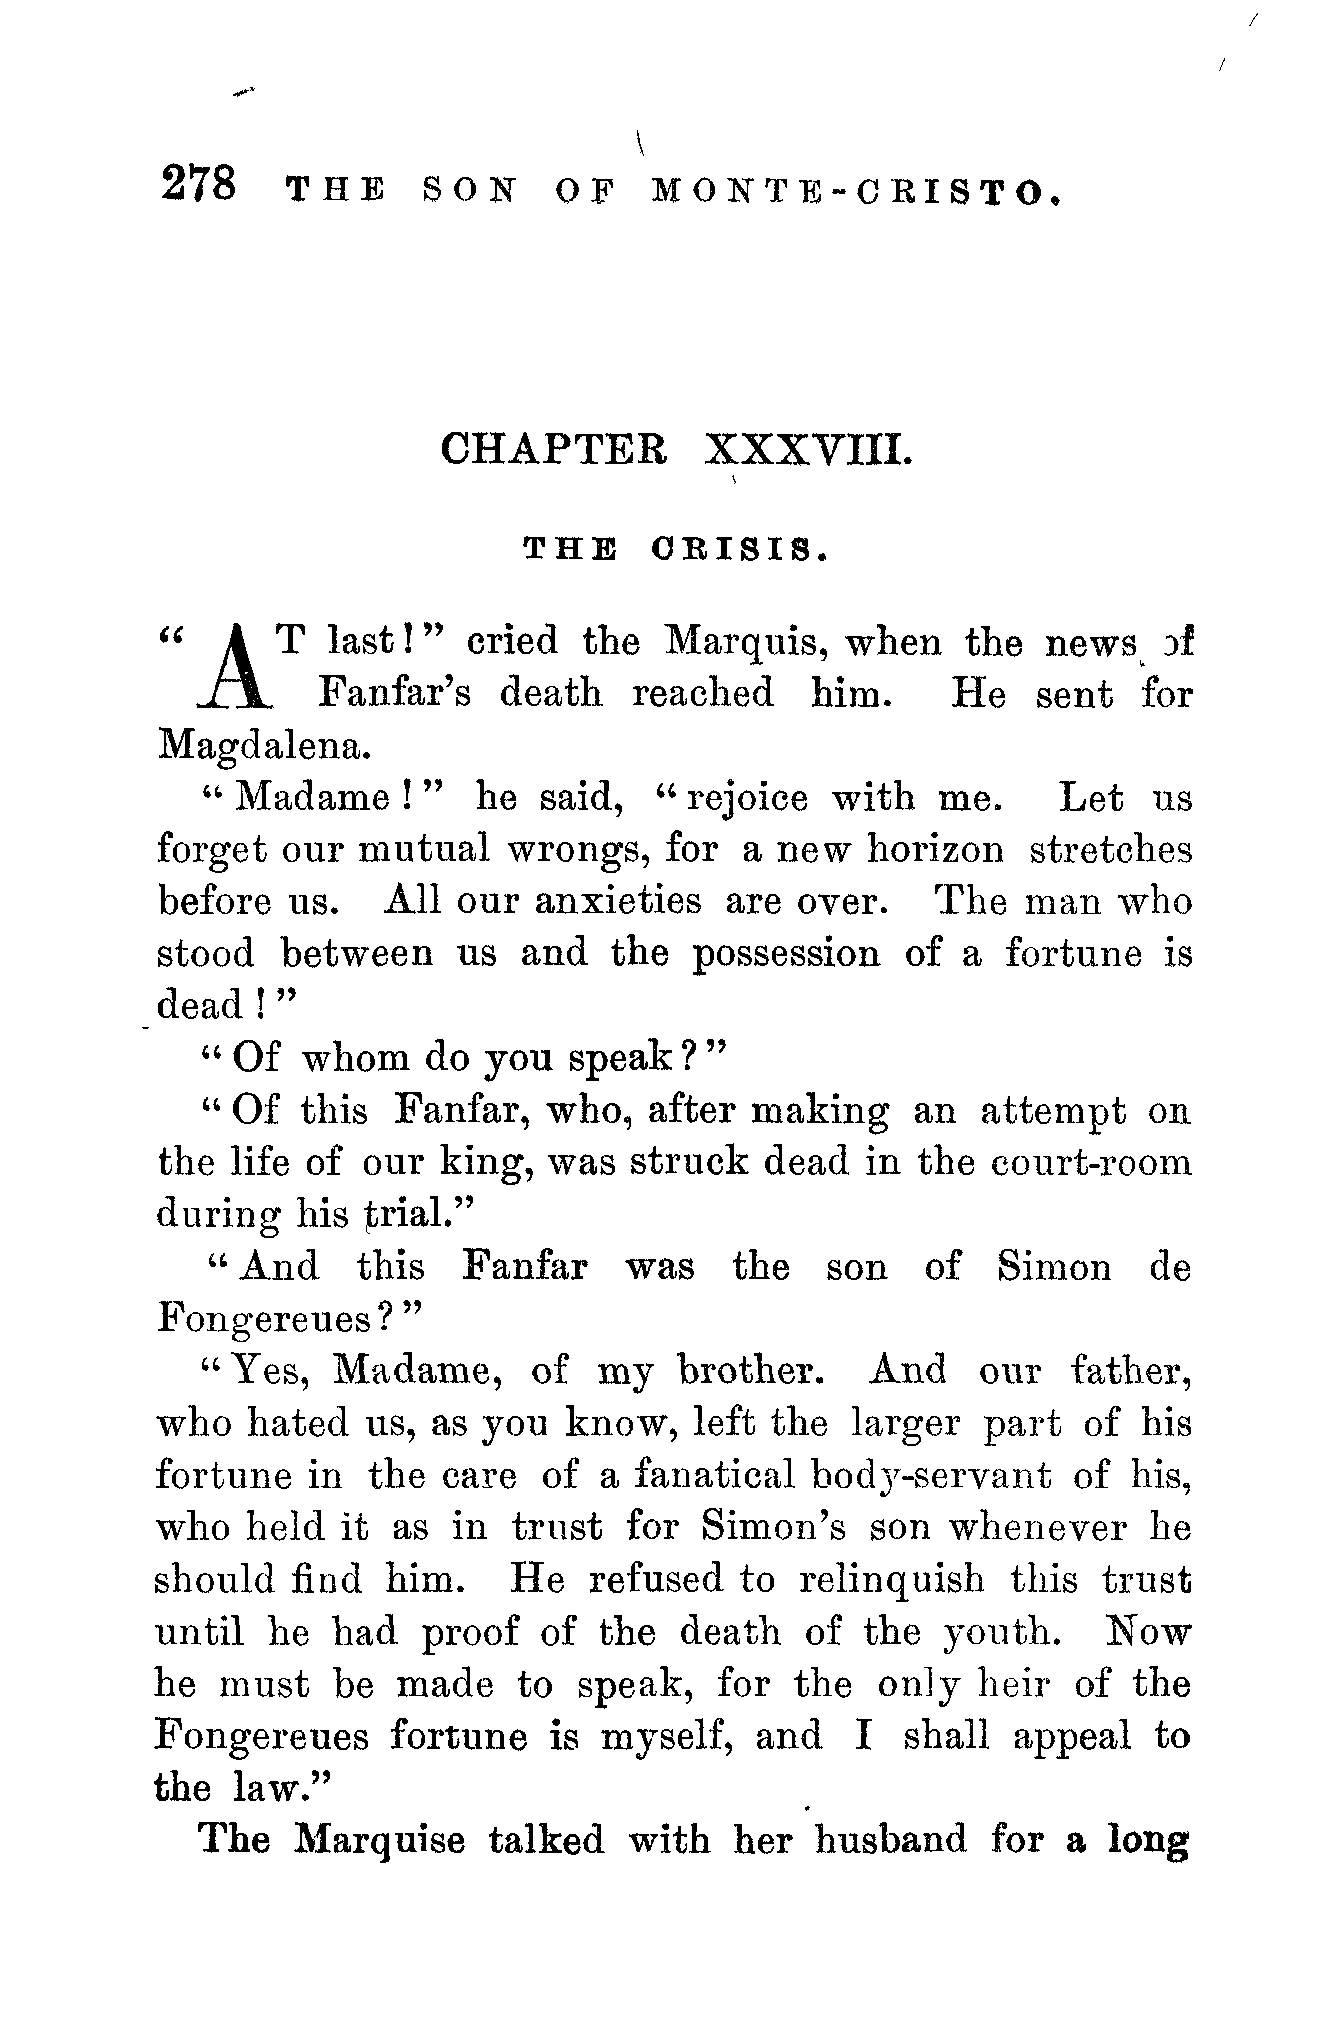 278 THE SON OF MONTE-CRISTO.
CHAPTER XXXVIII.
THE CRISIS.
“AT last!” cried the Marquis, when the news of
Fanfar’s death reached him. He sent for
Magdalena.
“Madame!” he said, “rejoice with me. Let us
forget our mutual wrongs, for a new horizon stretches
before us. All our anxieties are over. The man who
stood between us and the possession of a fortune is
dead!”
“Of whom do you speak?”
“Of this Fanfar, who, after making an attempt on
the life of our king, was struck dead in the court-room
during his trial.”
“And this Fanfar was the son of Simon de
Fongereues?”
“Yes, Madame, of my brother. And our father,
who hated us, as you know, left the larger part of his
fortune in the care of a fanatical body-servant of his,
who held it as in trust for Simon’s son whenever he
should find him. He refused to relinquish this trust
until he had proof of the death of the youth. Now
he must be made to speak, for the only heir of the
Fongereues fortune is myself, and I shall appeal to
the law.”
The Marquise talked with her husband for a long